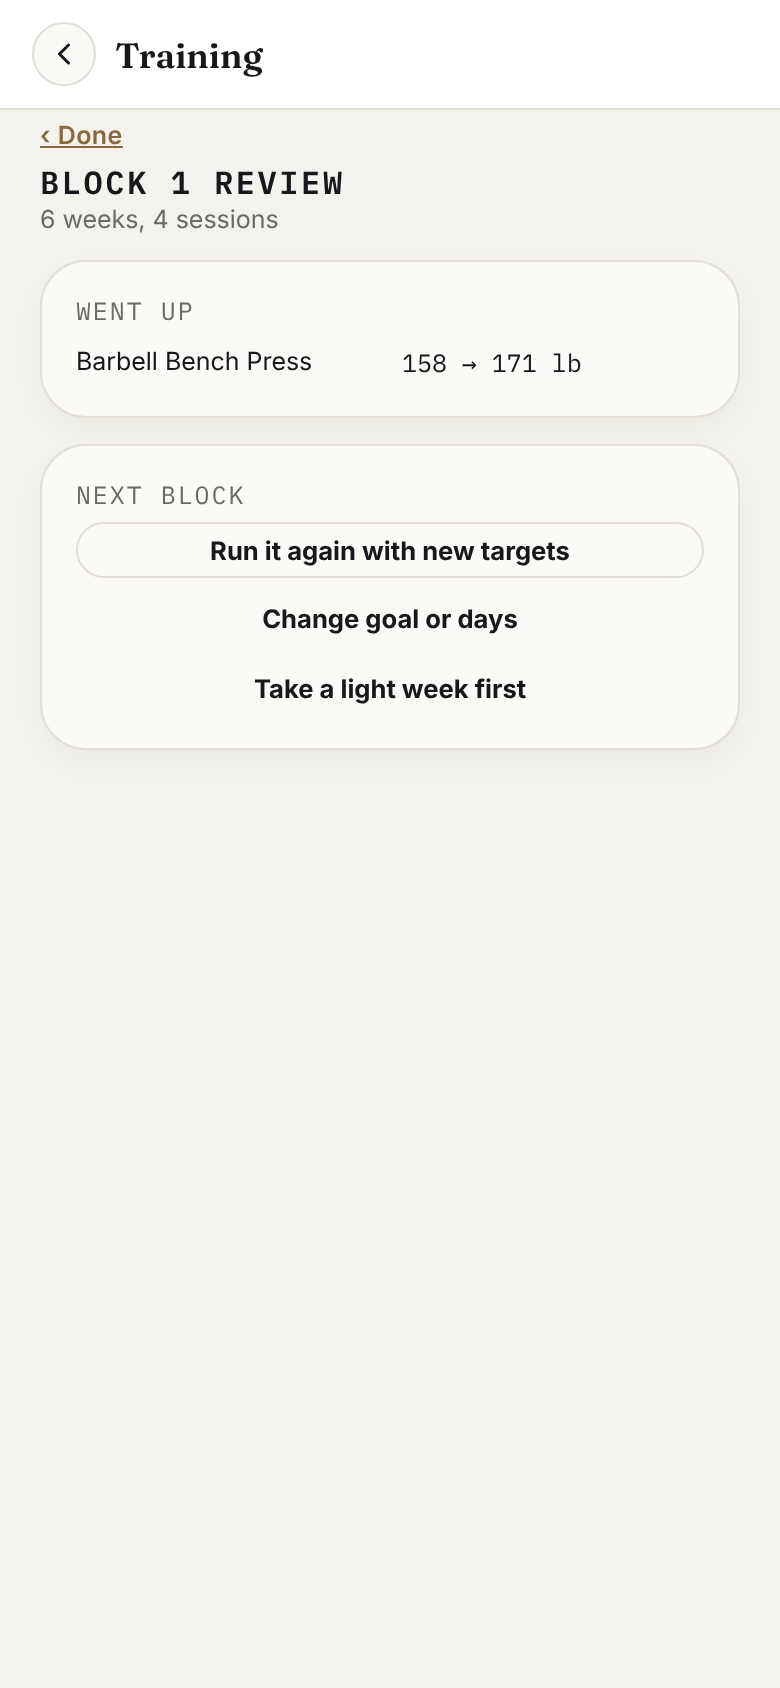 Training
‹ Done
BLOCK 1 REVIEW
6 weeks, 4 sessions
WENT UP
Barbell Bench Press 158 → 171 lb
NEXT BLOCK
Run it again with new targets
Change goal or days
Take a light week first